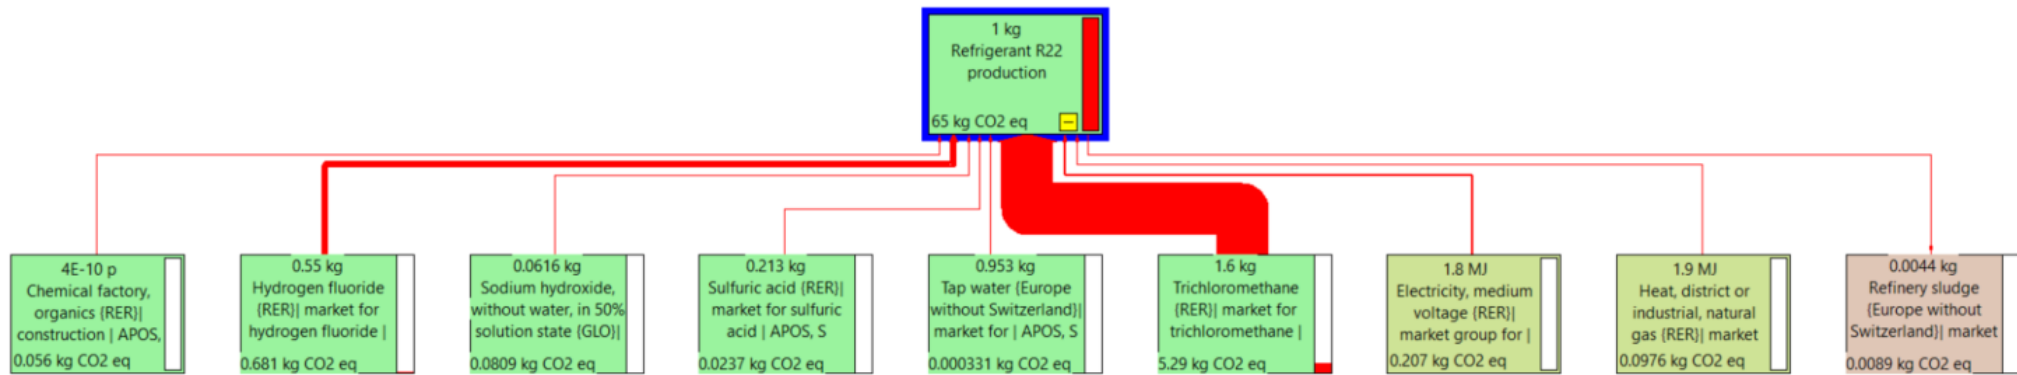 1 kg
Refrigerant R22
production
65 kg CO2 eq
4E-10 p
Chemical factory,
organics {RER}|
construction | APOS,
0.056 kg CO2 eq
0.55 kg
Hydrogen fluoride
{RER}| market for
hydrogen fluoride |
0.681 kg CO2 eq
0.0616 kg
Sodium hydroxide,
without water, in 50%
solution state {GLO}|
0.0809 kg CO2 eq
0.213 kg
Sulfuric acid {RER}|
market for sulfuric
acid | APOS, S
0.0237 kg CO2 eq
0.953 kg
Tap water {Europe
without Switzerland}|
market for | APOS, S
0.000331 kg CO2 eq
1.6 kg
Trichloromethane
{RER}| market for
trichloromethane |
5.29 kg CO2 eq
1.8 MJ
Electricity, medium
voltage {RER}|
market group for |
0.207 kg CO2 eq
1.9 MJ
Heat, district or
industrial, natural
gas {RER}| market
0.0976 kg CO2 eq
0.0044 kg
Refinery sludge
{Europe without
Switzerland}| market
0.0089 kg CO2 eq